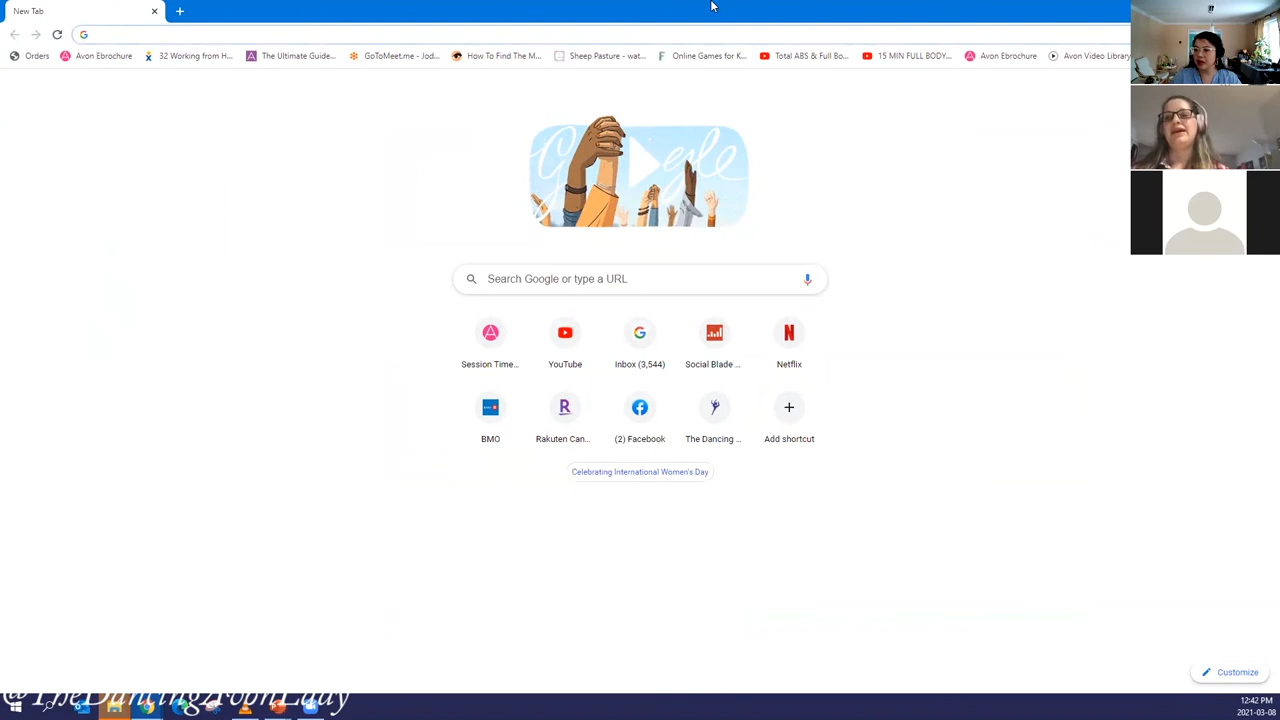 New Tab
Orders
Avon Ebrochure
32 Working from H...
The Ultimate Guide...
GoToMeet.me - Jod...
How To Find The M...
Sheep Pasture - wat...
Online Games for K...
Total ABS & Full Bo...
15 MIN FULL BODY...
Avon Ebrochure
Avon Video Library
Google
Search Google or type a URL
Session Time...
YouTube
Inbox (3,544)
Social Blade ...
Netflix
BMO
Rakuten Can...
(2) Facebook
The Dancing ...
Add shortcut
Celebrating International Women's Day
Customize
@TheDancingAvonLady
12:42 PM
2021-03-08